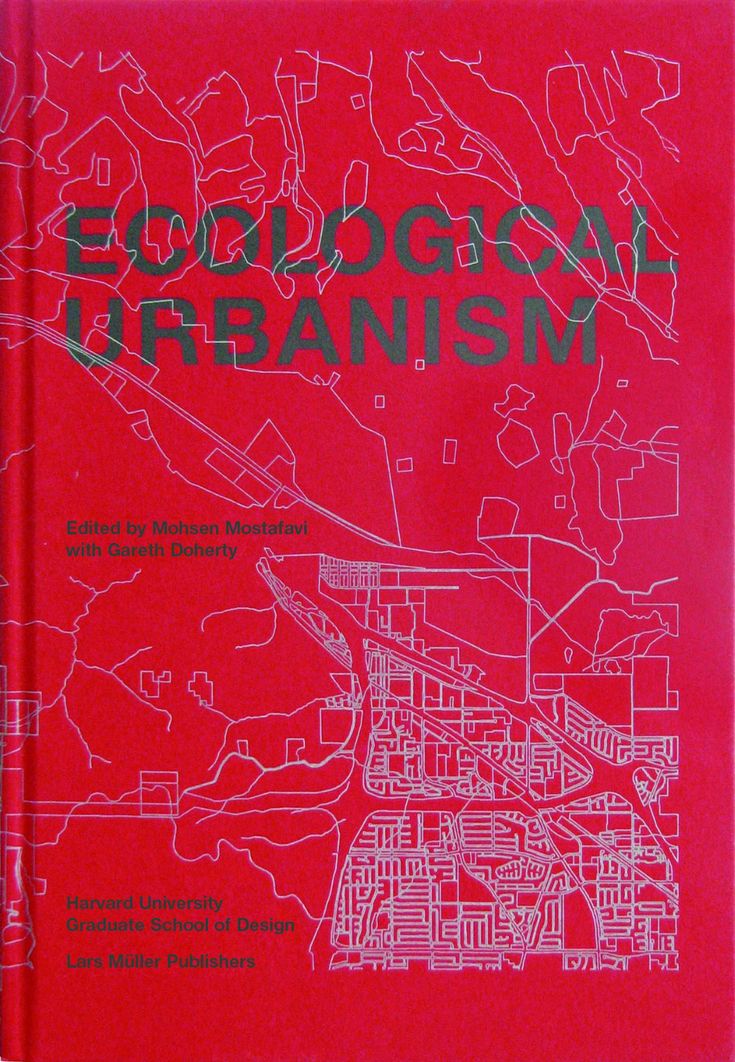 ECOLOGICAL
URBANISM
Edited by Mohsen Mostafavi
with Gareth Doherty
Harvard University
Graduate School of Design
Lars Müller Publishers